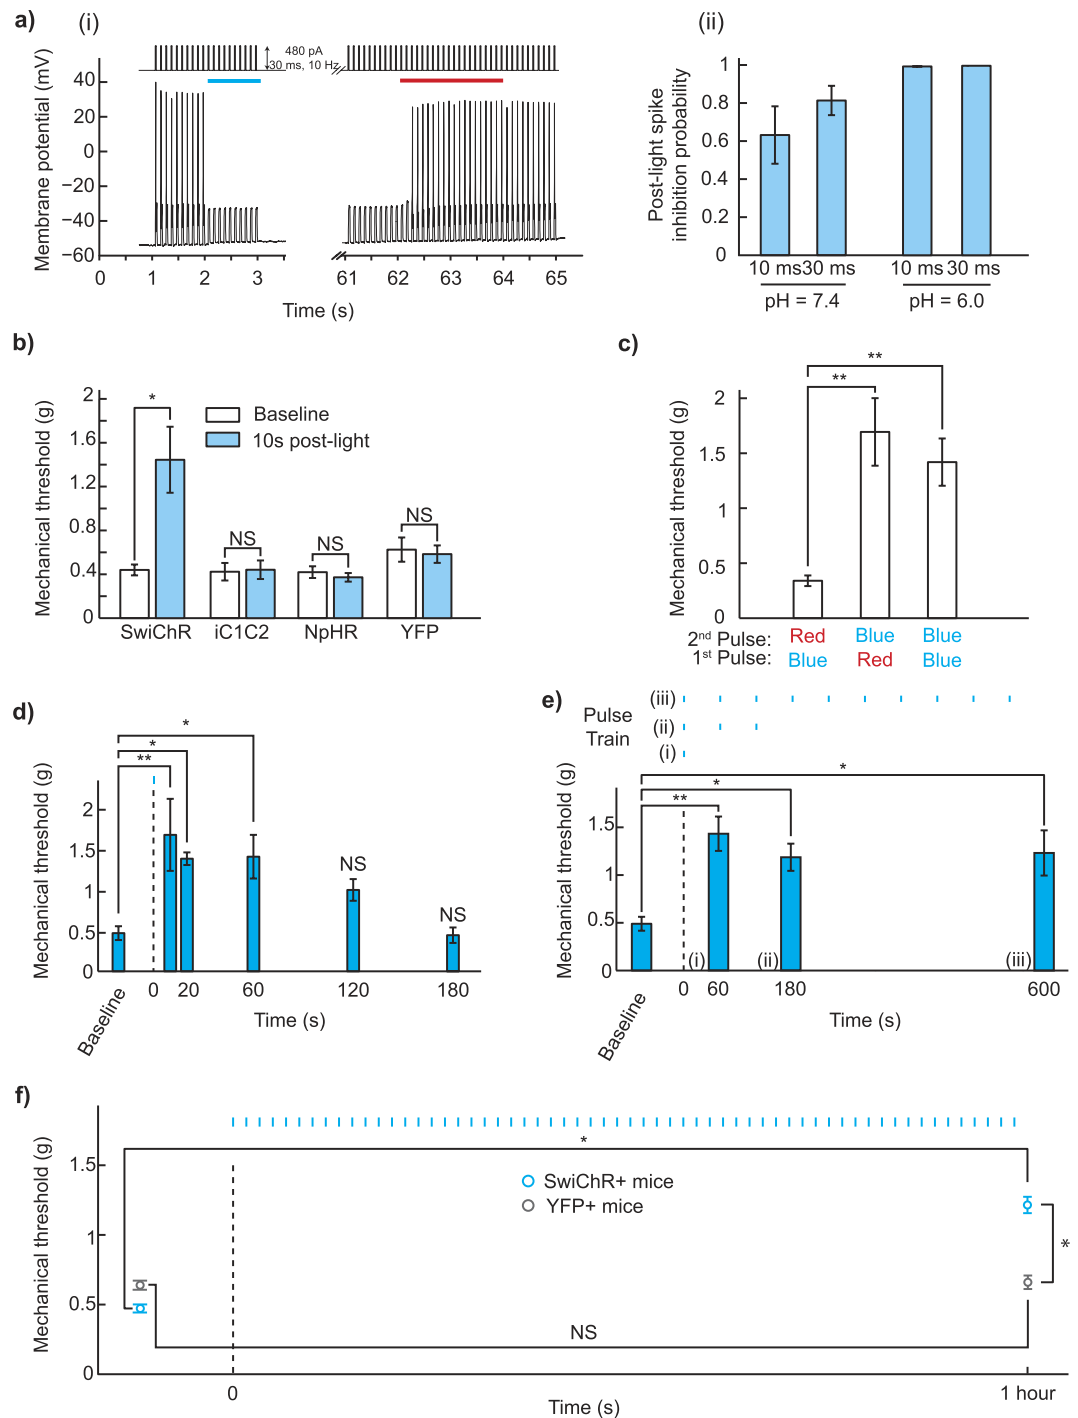 a)
(i)
480 pA
30 ms, 10 Hz
Membrane potential (mV)
40
20
0
−20
−40
−60
0 1 2 3 61 62 63 64 65
Time (s)
(ii)
Post-light spike
inhibition probability
1
0.8
0.6
0.4
0.2
0
10 ms 30 ms 10 ms 30 ms
pH = 7.4 pH = 6.0
b)
Mechanical threshold (g)
2
1.6
1.2
0.8
0.4
0
*
Baseline
10s post-light
NS NS NS
SwiChR iC1C2 NpHR YFP
c)
Mechanical threshold (g)
2
1.5
1
0.5
0
**
**
2nd Pulse: Red Blue Blue
1st Pulse: Blue Red Blue
d)
Mechanical threshold (g)
2
1.5
1
0.5
0
*
*
**
NS
NS
Baseline 0 20 60 120 180
Time (s)
e)
Pulse
Train
(iii)
(ii)
(i)
Mechanical threshold (g)
1.5
1
0.5
0
*
*
**
(i) (ii) (iii)
Baseline 0 60 180 600
Time (s)
f)
Mechanical threshold (g)
1.5
1
0.5
0
*
SwiChR+ mice
YFP+ mice
*
NS
0 1 hour
Time (s)